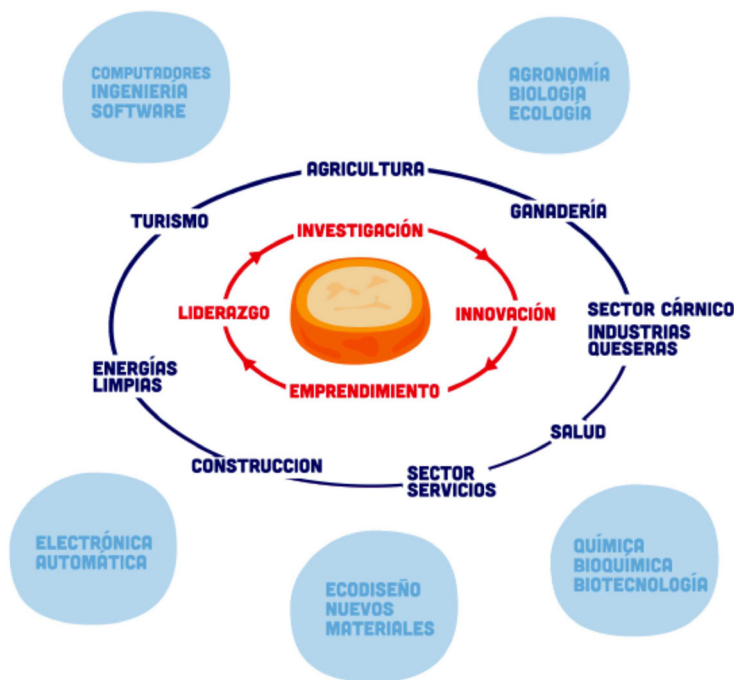 COMPUTADORES
INGENIERÍA
SOFTWARE
AGRONOMÍA
BIOLOGÍA
ECOLOGÍA
AGRICULTURA
TURISMO
GANADERÍA
INVESTIGACIÓN
LIDERAZGO
INNOVACIÓN
SECTOR CÁRNICO
INDUSTRIAS
QUESERAS
ENERGÍAS
LIMPIAS
EMPRENDIMIENTO
SALUD
CONSTRUCCION
SECTOR
SERVICIOS
ELECTRÓNICA
AUTOMÁTICA
ECODISEÑO
NUEVOS
MATERIALES
QUÍMICA
BIOQUÍMICA
BIOTECNOLOGÍA